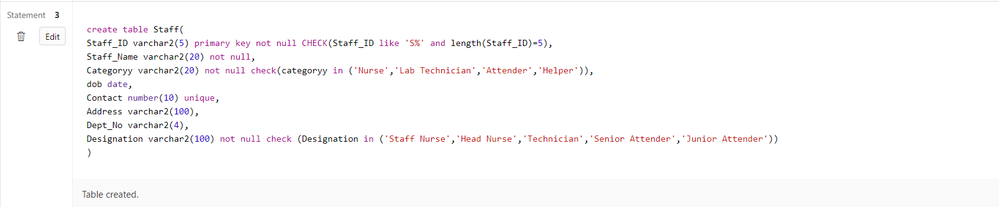 Statement 3
Edit
create table Staff(
Staff_ID varchar2(5) primary key not null CHECK(Staff_ID like 'S%' and length(Staff_ID)=5),
Staff_Name varchar2(20) not null,
Categoryy varchar2(20) not null check(categoryy in ('Nurse','Lab Technician','Attender','Helper')),
dob date,
Contact number(10) unique,
Address varchar2(100),
Dept_No varchar2(4),
Designation varchar2(100) not null check (Designation in ('Staff Nurse','Head Nurse','Technician','Senior Attender','Junior Attender'))
)
Table created.